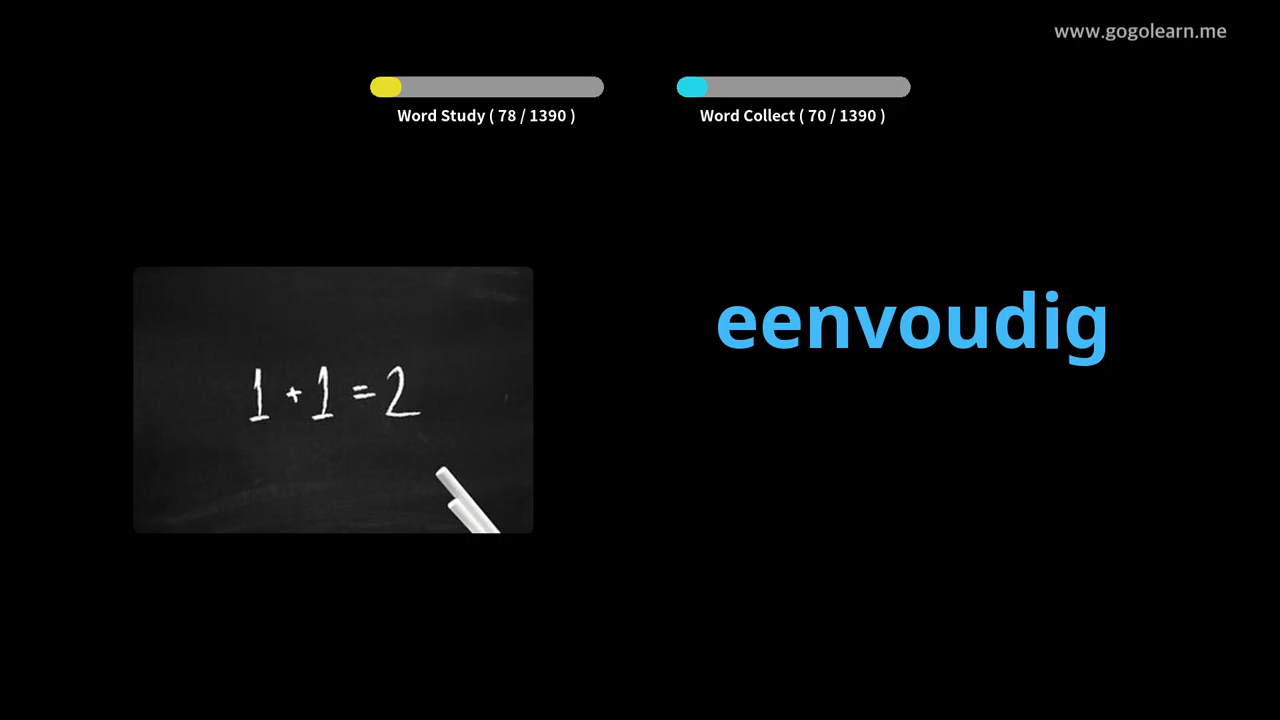 www.gogolearn.me
Word Study ( 78 / 1390 )
Word Collect ( 70 / 1390 )
eenvoudig
1 + 1 = 2